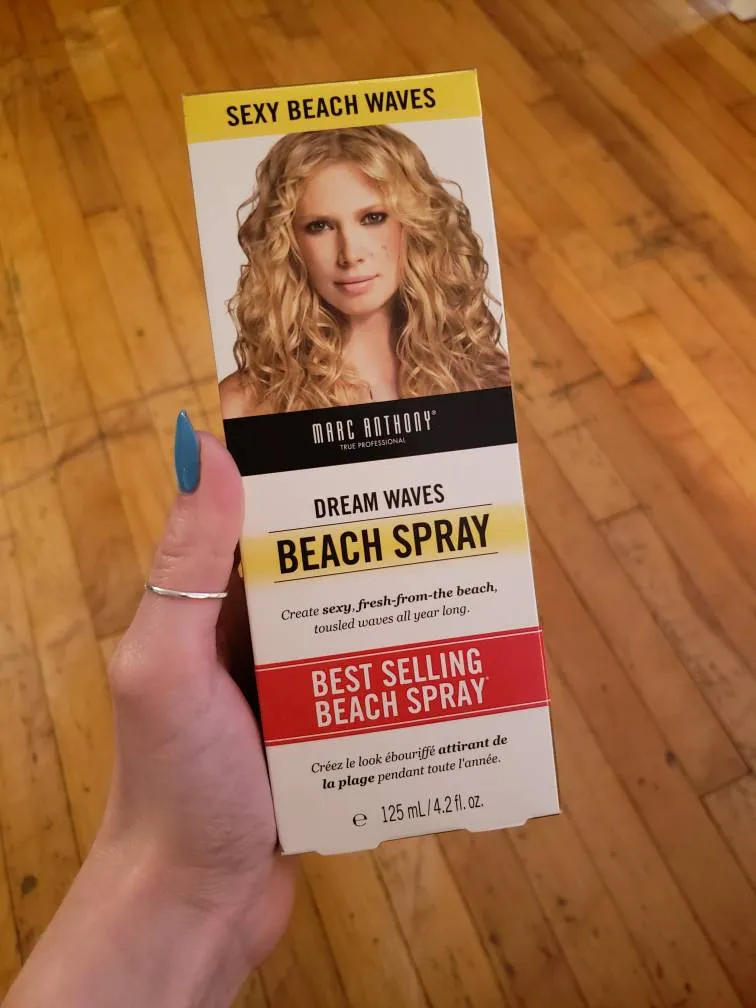 SEXY BEACH WAVES
MARC ANTHONY®
TRUE PROFESSIONAL
DREAM WAVES
BEACH SPRAY
Create sexy, fresh-from-the beach,
tousled waves all year long.
BEST SELLING
BEACH SPRAY*
Créez le look ébouriffé attirant de
la plage pendant toute l'année.
e 125 mL/4.2 fl. oz.